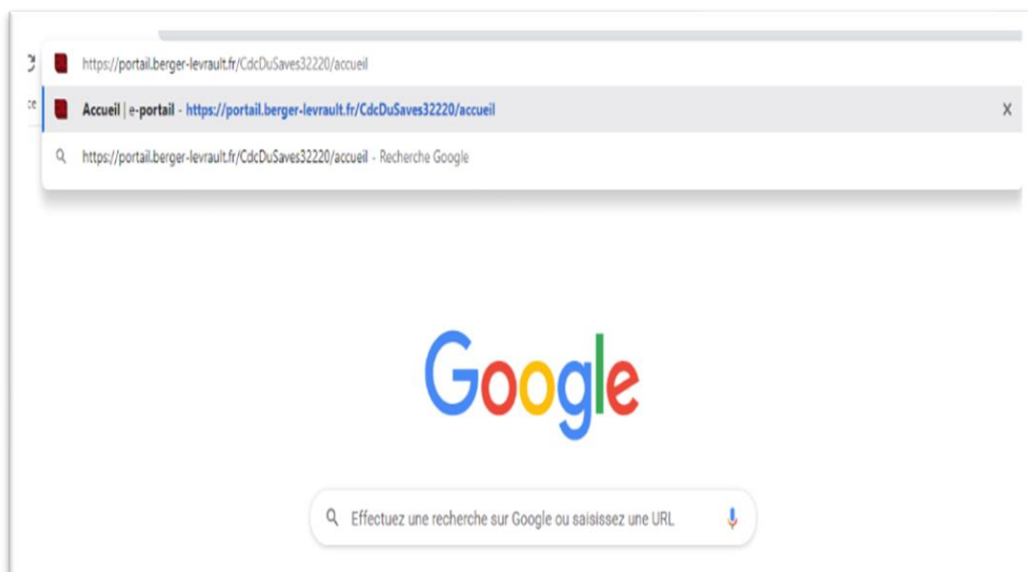 https://portail.berger-levrault.fr/CdcDuSaves32220/accueil
Accueil | e-portail - https://portail.berger-levrault.fr/CdcDuSaves32220/accueil
https://portail.berger-levrault.fr/CdcDuSaves32220/accueil - Recherche Google
Google
Effectuez une recherche sur Google ou saisissez une URL